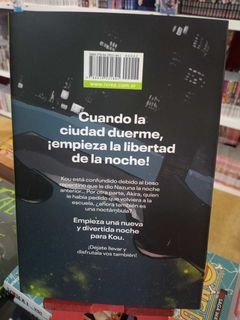 www.ivrea.com.ar
Cuando la
ciudad duerme,
¡empieza la libertad
de la noche!
Kou está confundido debido al beso
repentino que le dio Nazuna la noche
anterior... Por otra parte, Akira, quien
le había pedido que volviera a la
escuela, ¿ahora también es
una noctámbula?
Empieza una nueva
y divertida noche
para Kou.
¡Dejate llevar y
disfrutala vos también!